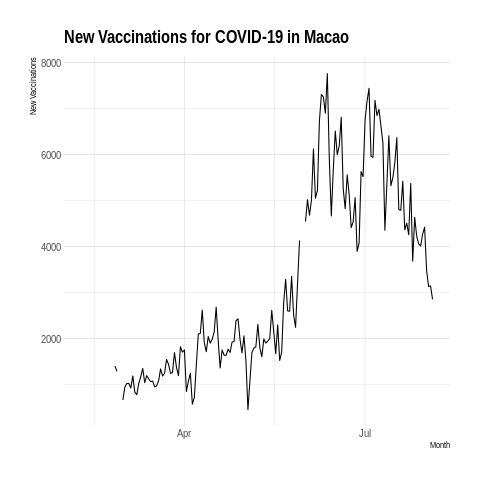 New Vaccinations for COVID-19 in Macao
New Vaccinations
8000
6000
4000
2000
Apr
Jul
Month